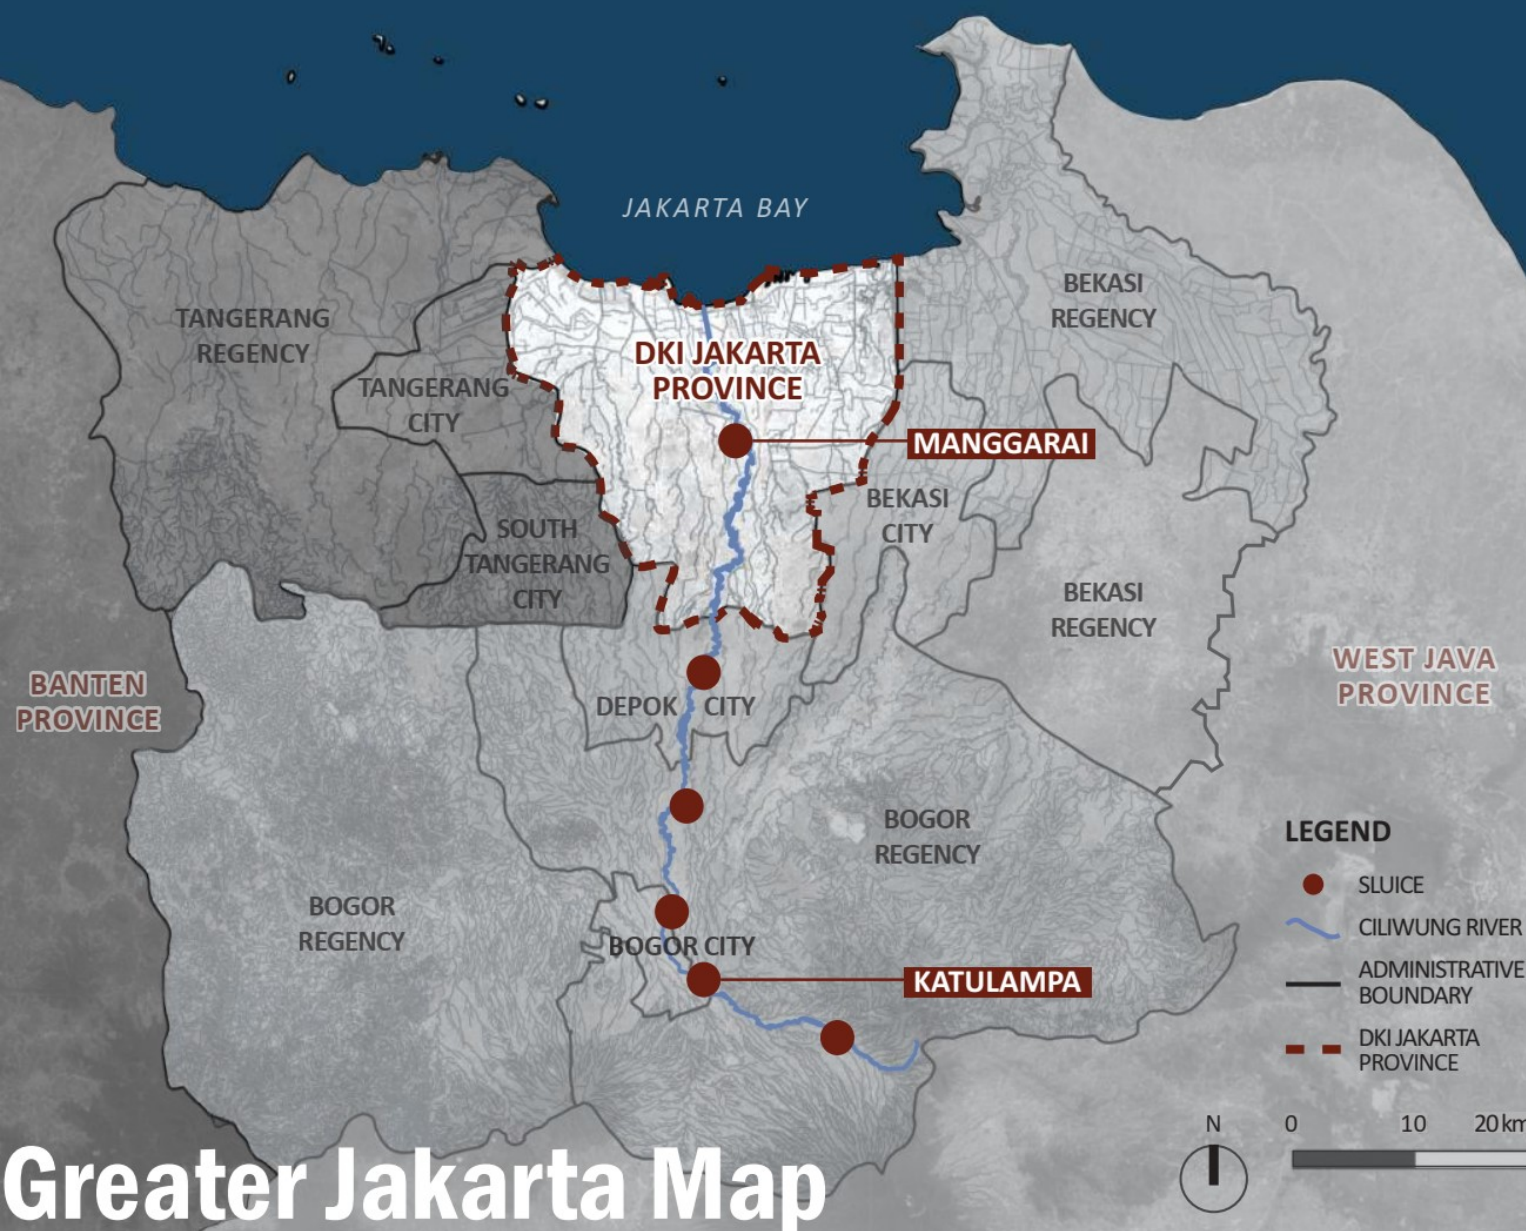 JAKARTA BAY
BEKASI
REGENCY
TANGERANG
REGENCY
DKI JAKARTA
PROVINCE
TANGERANG
CITY
MANGGARAI
BEKASI
CITY
SOUTH
TANGERANG
CITY
BEKASI
REGENCY
BANTEN
PROVINCE
WEST JAVA
PROVINCE
DEPOK CITY
BOGOR
REGENCY
BOGOR
REGENCY
BOGOR CITY
KATULAMPA
LEGEND
SLUICE
CILIWUNG RIVER
ADMINISTRATIVE
BOUNDARY
DKI JAKARTA
PROVINCE
N
0 10 20km
Greater Jakarta Map